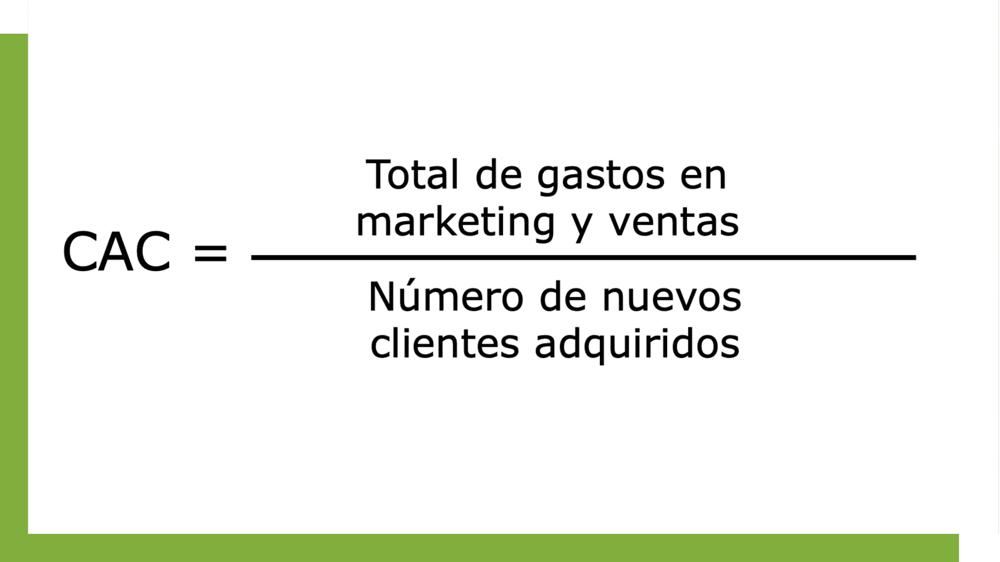 Total de gastos en
marketing y ventas
CAC =
Número de nuevos
clientes adquiridos